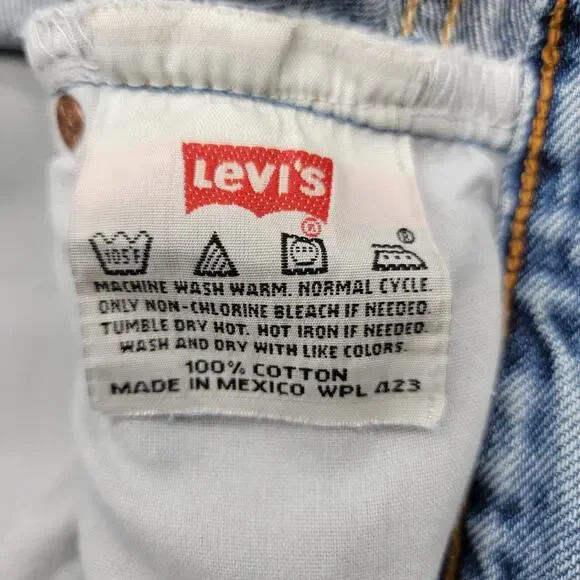 Levi's
®
105F
®
MACHINE WASH WARM. NORMAL CYCLE.
ONLY NON-CHLORINE BLEACH IF NEEDED.
TUMBLE DRY HOT. HOT IRON IF NEEDED.
WASH AND DRY WITH LIKE COLORS.
100% COTTON
MADE IN MEXICO WPL 423